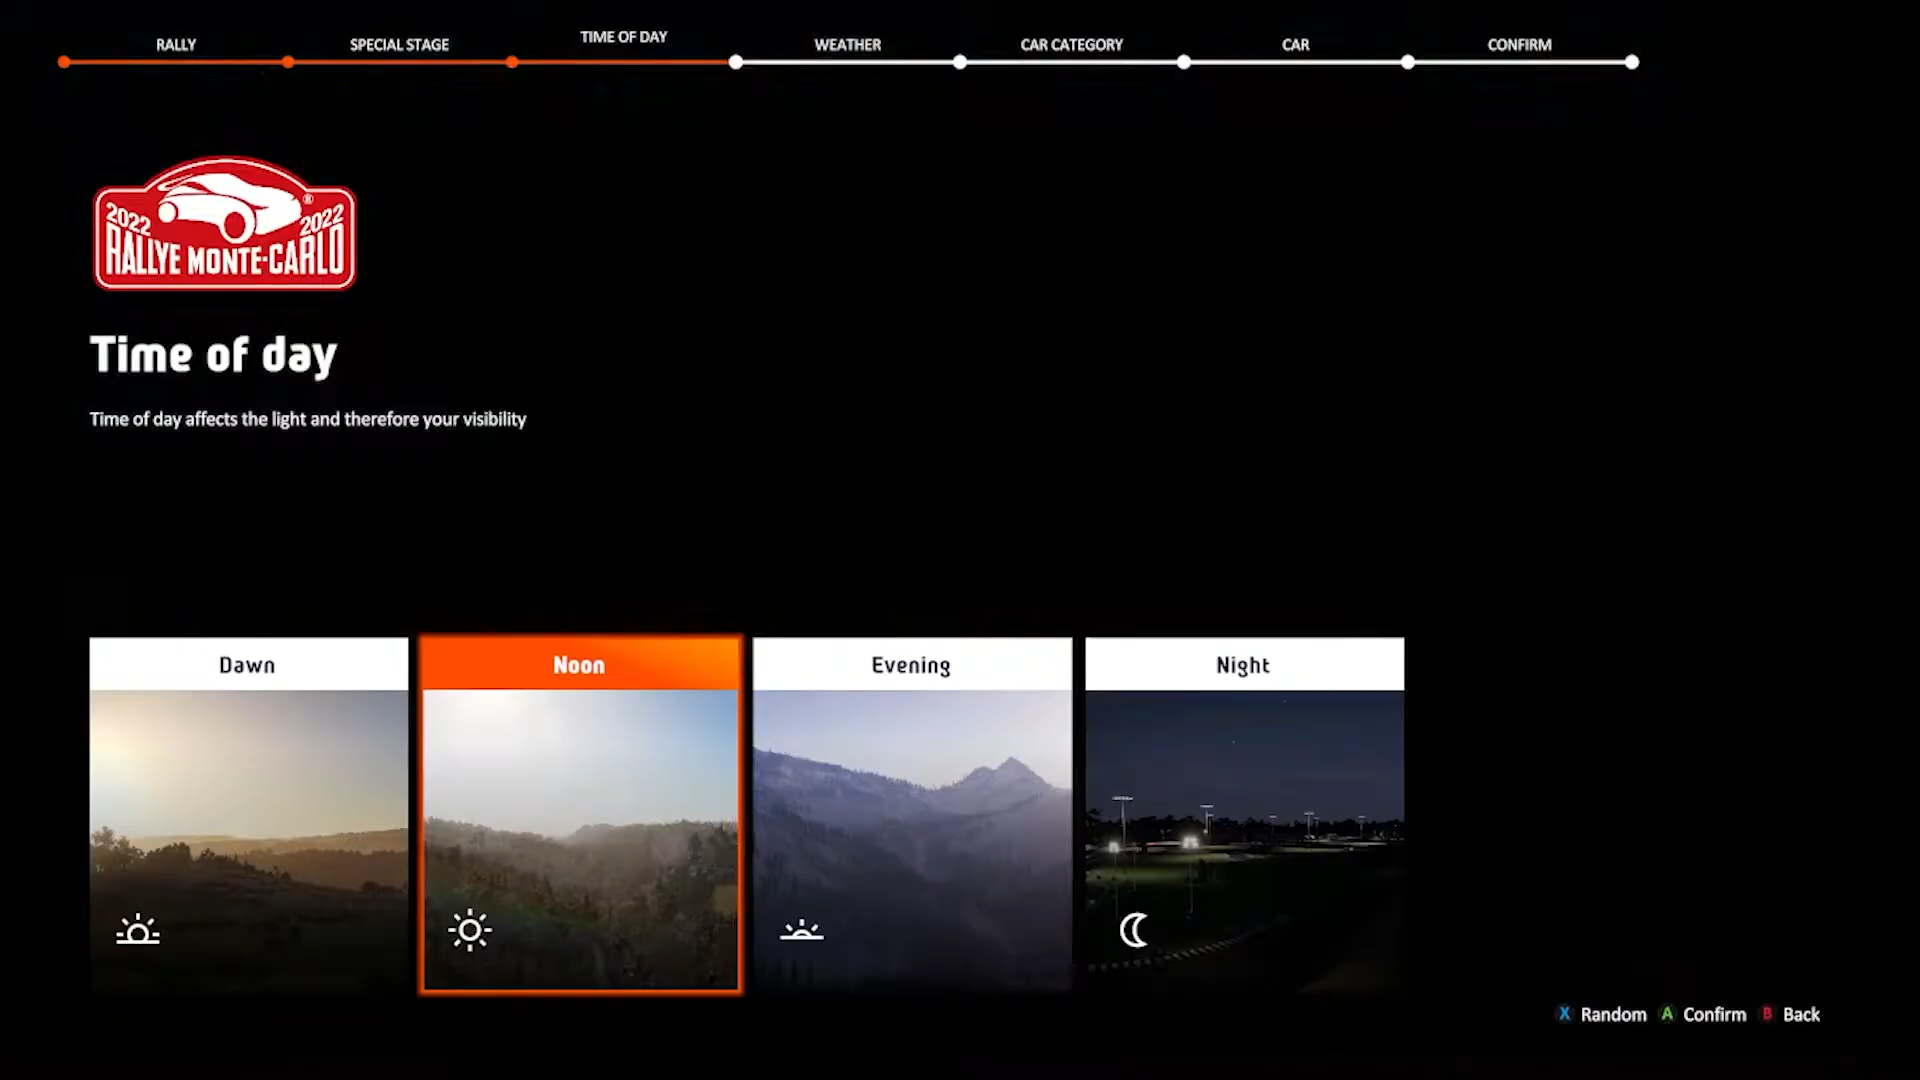 RALLY
SPECIAL STAGE
TIME OF DAY
WEATHER
CAR CATEGORY
CAR
CONFIRM
2022 2022
®
RALLYE MONTE-CARLO
Time of day
Time of day affects the light and therefore your visibility
Dawn
Noon
Evening
Night
X Random A Confirm B Back